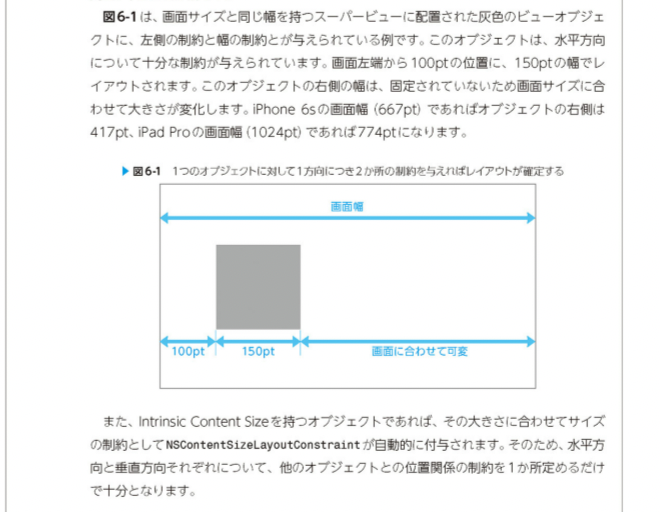 図6-1は、画面サイズと同じ幅を持つスーパービューに配置された灰色のビューオブジェ
クトに、左側の制約と幅の制約とが与えられている例です。このオブジェクトは、水平方向
について十分な制約が与えられています。画面左端から100ptの位置に、150ptの幅でレ
イアウトされます。このオブジェクトの右側の幅は、固定されていないため画面サイズに合
わせて大きさが変化します。iPhone 6sの画面幅（667pt）であればオブジェクトの右側は
417pt、iPad Proの画面幅（1024pt）であれば774ptになります。
▶ 図6-1 1つのオブジェクトに対して1方向につき2か所の制約を与えればレイアウトが確定する
画面幅
100pt 150pt 画面に合わせて可変
また、Intrinsic Content Sizeを持つオブジェクトであれば、その大きさに合わせてサイズ
の制約としてNSContentSizeLayoutConstraintが自動的に付与されます。そのため、水平方
向と垂直方向それぞれについて、他のオブジェクトとの位置関係の制約を1か所定めるだけ
で十分となります。